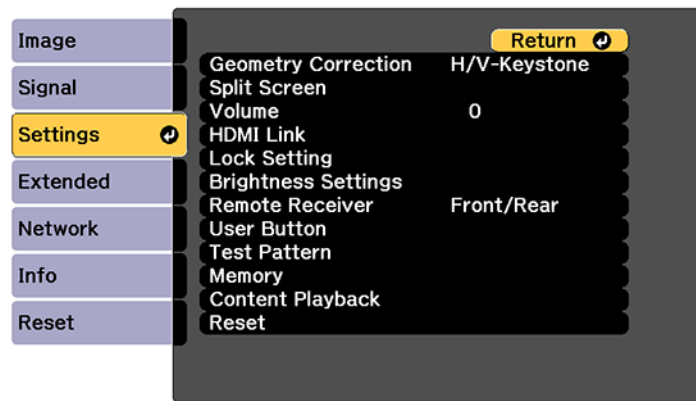 Image
Signal
Settings
Extended
Network
Info
Reset
Return
Geometry Correction H/V-Keystone
Split Screen
Volume 0
HDMI Link
Lock Setting
Brightness Settings
Remote Receiver Front/Rear
User Button
Test Pattern
Memory
Content Playback
Reset